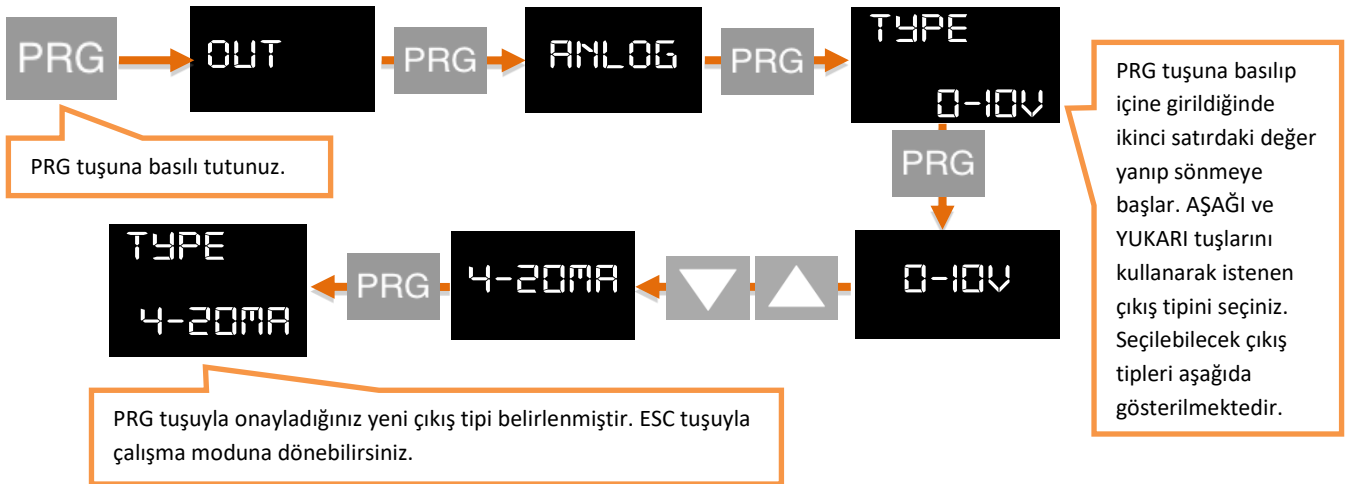 PRG
OUT
PRG
ANLOG
PRG
TYPE
0-10V
PRG tuşuna basılı tutunuz.
PRG tuşuna basılıp
içine girildiğinde
ikinci satırdaki değer
yanıp sönmeye
başlar. AŞAĞI ve
YUKARI tuşlarını
kullanarak istenen
çıkış tipini seçiniz.
Seçilebilecek çıkış
tipleri aşağıda
gösterilmektedir.
PRG
0-10V
4-20MA
PRG
TYPE
4-20MA
PRG tuşuyla onayladığınız yeni çıkış tipi belirlenmiştir. ESC tuşuyla
çalışma moduna dönebilirsiniz.